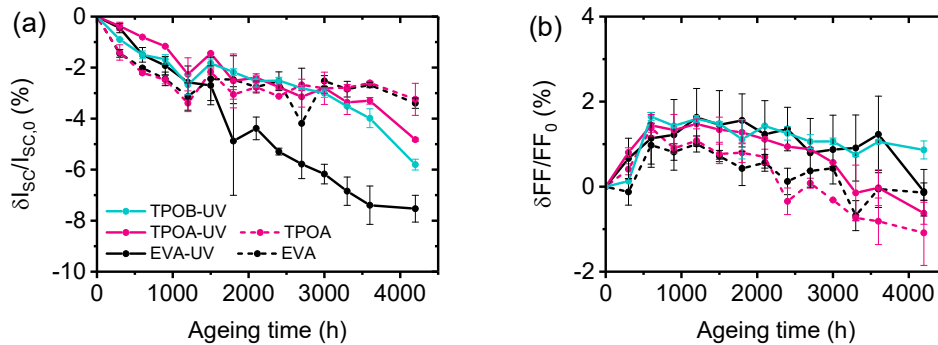 (a)
δI_SC/I_SC,0 (%)
0
-2
-4
-6
-8
-10
TPOB-UV
TPOA-UV TPOA
EVA-UV EVA
0 1000 2000 3000 4000
Ageing time (h)
(b)
δFF/FF_0 (%)
4
2
0
-2
0 1000 2000 3000 4000
Ageing time (h)